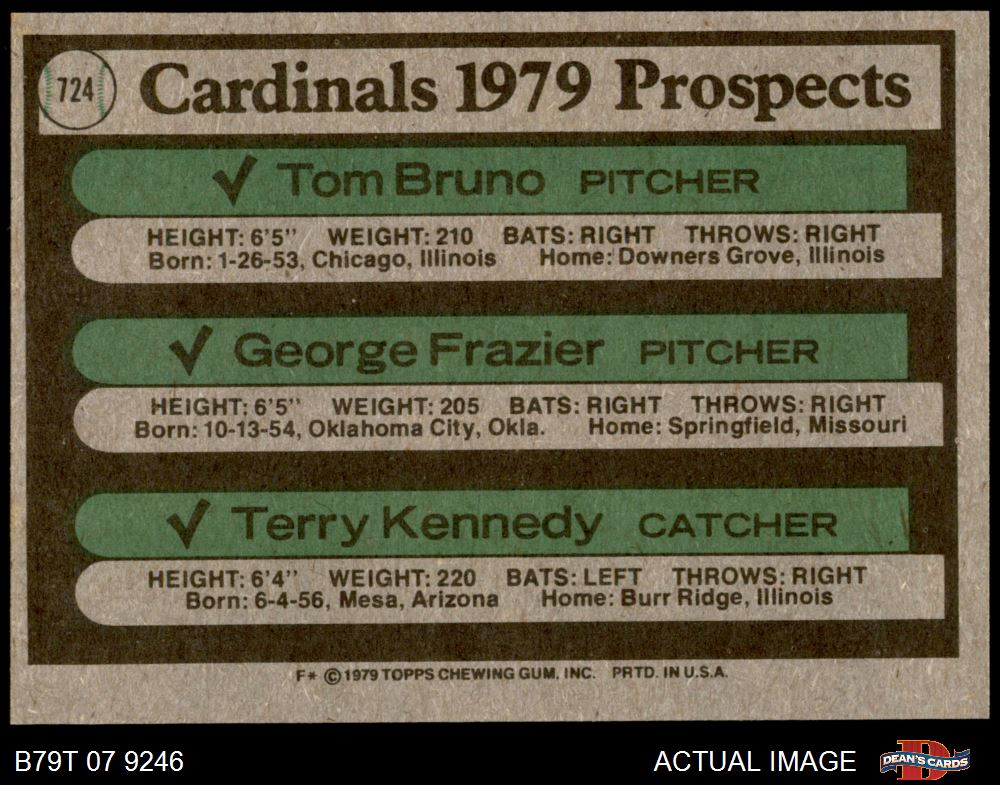 724
Cardinals 1979 Prospects
✓ Tom Bruno PITCHER
HEIGHT: 6'5" WEIGHT: 210 BATS: RIGHT THROWS: RIGHT
Born: 1-26-53, Chicago, Illinois Home: Downers Grove, Illinois
✓ George Frazier PITCHER
HEIGHT: 6'5" WEIGHT: 205 BATS: RIGHT THROWS: RIGHT
Born: 10-13-54, Oklahoma City, Okla. Home: Springfield, Missouri
✓ Terry Kennedy CATCHER
HEIGHT: 6'4" WEIGHT: 220 BATS: LEFT THROWS: RIGHT
Born: 6-4-56, Mesa, Arizona Home: Burr Ridge, Illinois
F* © 1979 TOPPS CHEWING GUM, INC. PRTD. IN U.S.A.
B79T 07 9246 ACTUAL IMAGE D DEAN'S CARDS